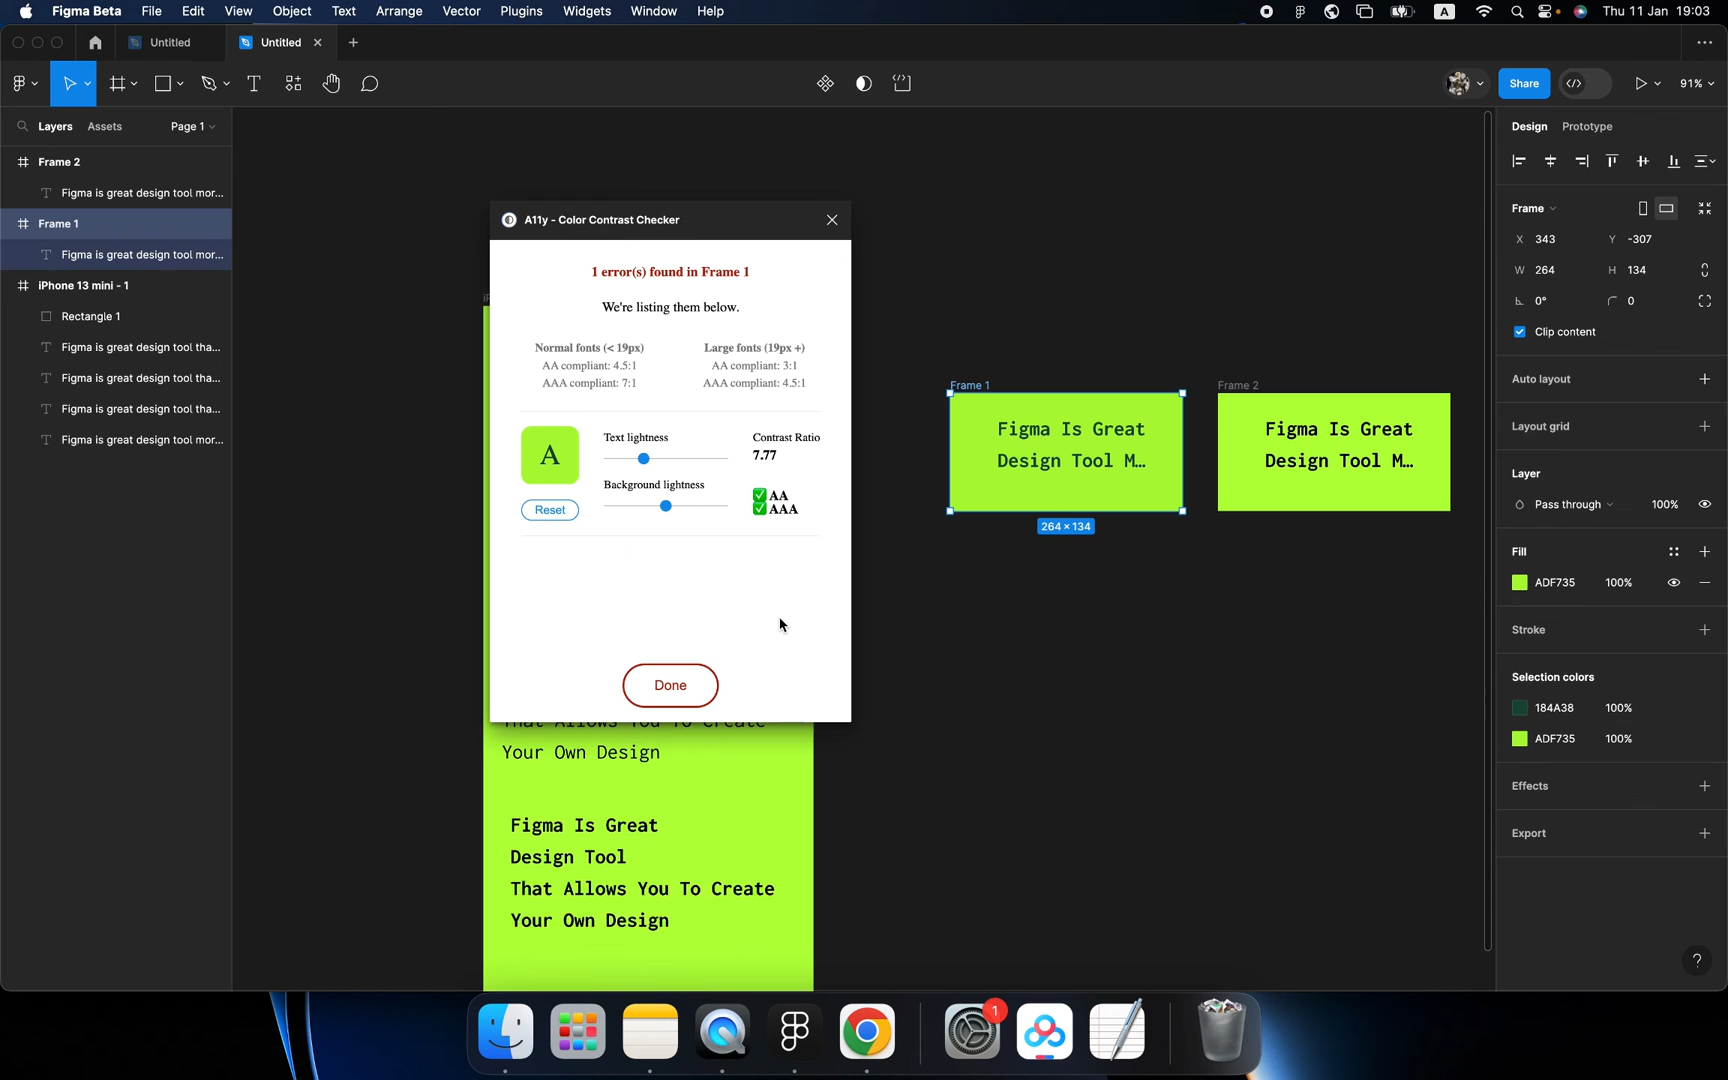 Figma Beta File Edit View Object Text Arrange Vector Plugins Widgets Window Help
A Thu 11 Jan 19:03
Untitled Untitled
Share 91%
Layers Assets Page 1
Frame 2
Figma is great design tool mor...
Frame 1
Figma is great design tool mor...
iPhone 13 mini - 1
Rectangle 1
Figma is great design tool tha...
Figma is great design tool tha...
Figma is great design tool tha...
Figma is great design tool mor...
A11y - Color Contrast Checker
1 error(s) found in Frame 1
We're listing them below.
Normal fonts (< 19px)
AA compliant: 4.5:1
AAA compliant: 7:1
Large fonts (19px +)
AA compliant: 3:1
AAA compliant: 4.5:1
A
Reset
Text lightness
Background lightness
Contrast Ratio
7.77
AA
AAA
Done
That Allows You To Create
Your Own Design
Figma Is Great
Design Tool
That Allows You To Create
Your Own Design
Frame 1
Figma Is Great
Design Tool M…
264 × 134
Frame 2
Figma Is Great
Design Tool M…
Design Prototype
Frame
X 343 Y -307
W 264 H 134
0° 0
Clip content
Auto layout
Layout grid
Layer
Pass through 100%
Fill
ADF735 100%
Stroke
Selection colors
184A38 100%
ADF735 100%
Effects
Export
?
1